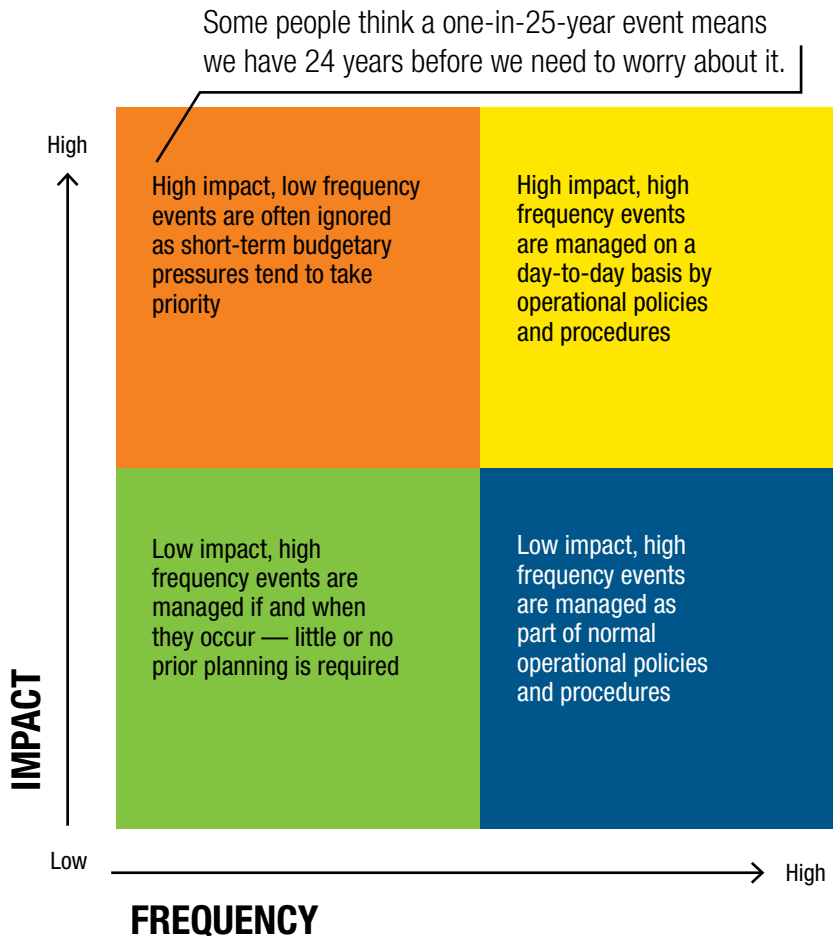 Some people think a one-in-25-year event means
we have 24 years before we need to worry about it.
High
High impact, low frequency
events are often ignored
as short-term budgetary
pressures tend to take
priority
High impact, high
frequency events
are managed on a
day-to-day basis by
operational policies
and procedures
Low impact, high
frequency events are
managed if and when
they occur — little or no
prior planning is required
Low impact, high
frequency events
are managed as
part of normal
operational policies
and procedures
IMPACT
Low
High
FREQUENCY